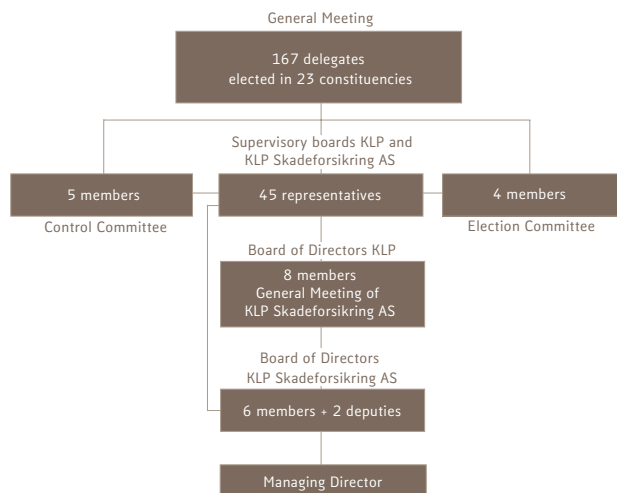 General Meeting
167 delegates
elected in 23 constituencies
Supervisory boards KLP and
KLP Skadeforsikring AS
5 members
45 representatives
4 members
Control Committee
Election Committee
Board of Directors KLP
8 members
General Meeting of
KLP Skadeforsikring AS
Board of Directors
KLP Skadeforsikring AS
6 members + 2 deputies
Managing Director